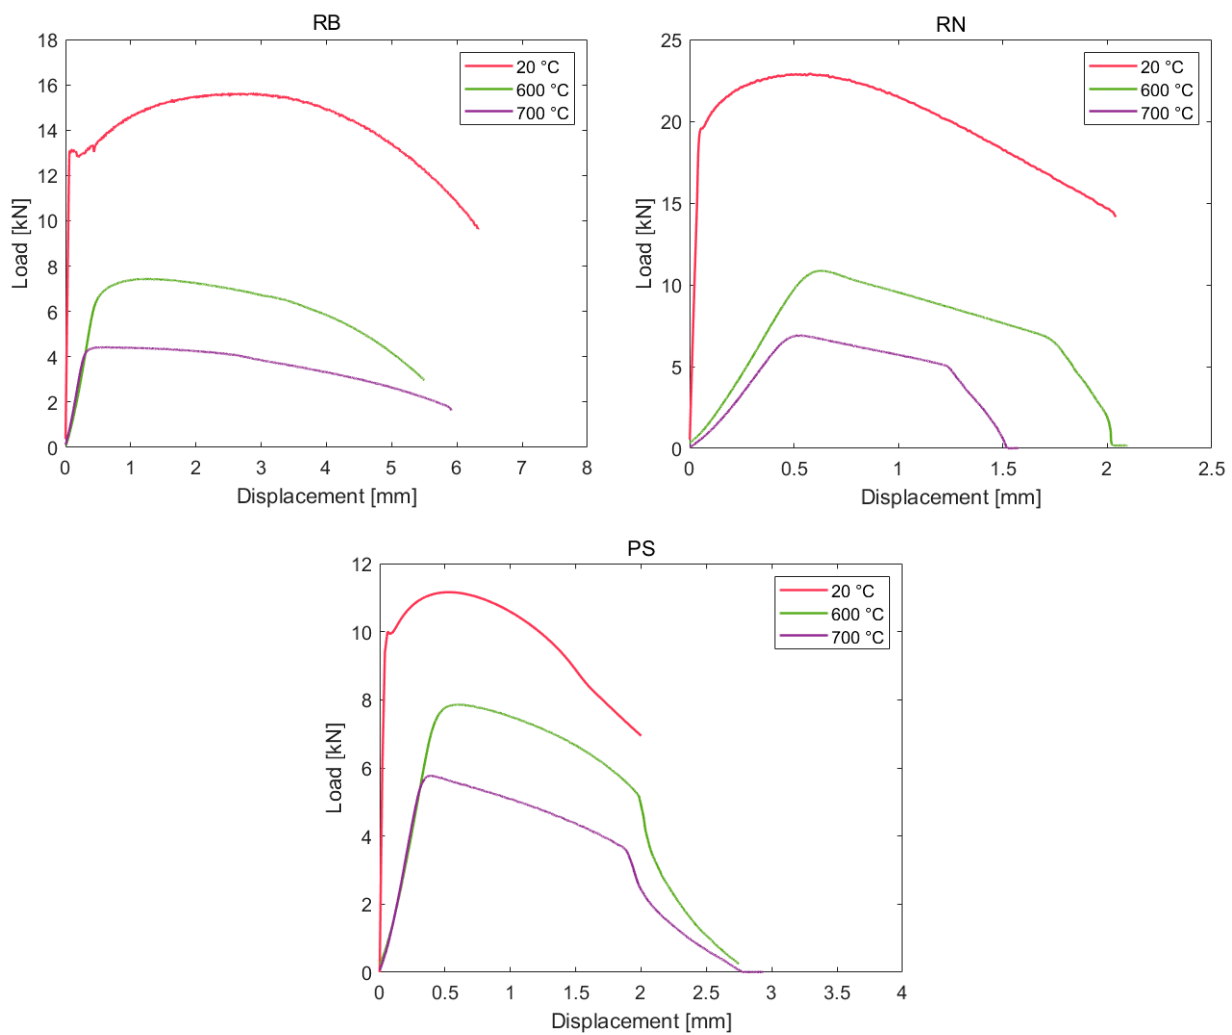 RB
18
16
14
12
10
8
6
4
2
0
Load [kN]
20 °C
600 °C
700 °C
0 1 2 3 4 5 6 7 8
Displacement [mm]
RN
25
20
15
10
5
0
Load [kN]
20 °C
600 °C
700 °C
0 0.5 1 1.5 2 2.5
Displacement [mm]
PS
12
10
8
6
4
2
0
Load [kN]
20 °C
600 °C
700 °C
0 0.5 1 1.5 2 2.5 3 3.5 4
Displacement [mm]